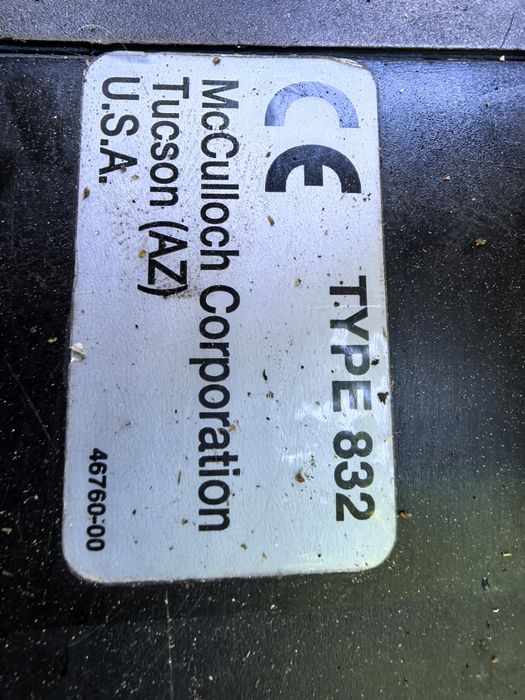 CE TYPE 832
McCulloch Corporation
Tucson (AZ)
U.S.A.
46760-00